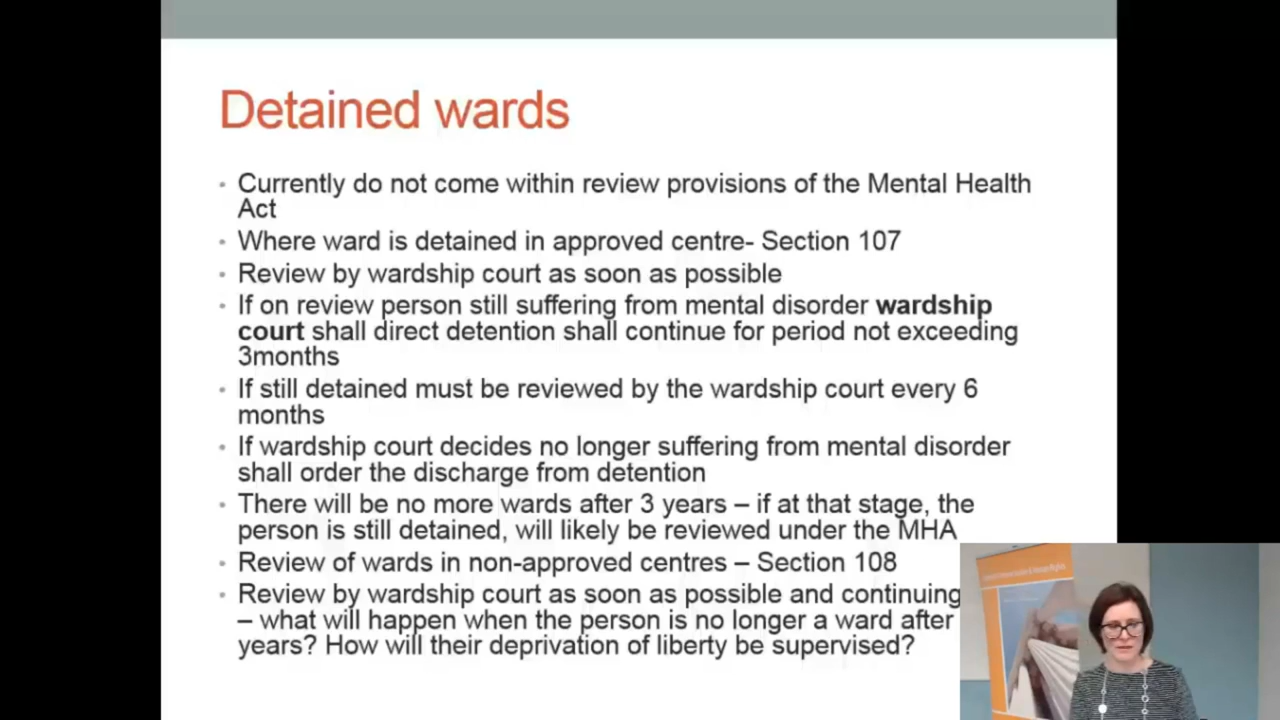 Detained wards
• Currently do not come within review provisions of the Mental Health
Act
• Where ward is detained in approved centre- Section 107
• Review by wardship court as soon as possible
• If on review person still suffering from mental disorder wardship
court shall direct detention shall continue for period not exceeding
3months
• If still detained must be reviewed by the wardship court every 6
months
• If wardship court decides no longer suffering from mental disorder
shall order the discharge from detention
• There will be no more wards after 3 years – if at that stage, the
person is still detained, will likely be reviewed under the MHA
• Review of wards in non-approved centres – Section 108
• Review by wardship court as soon as possible and continuing
– what will happen when the person is no longer a ward after
years? How will their deprivation of liberty be supervised?